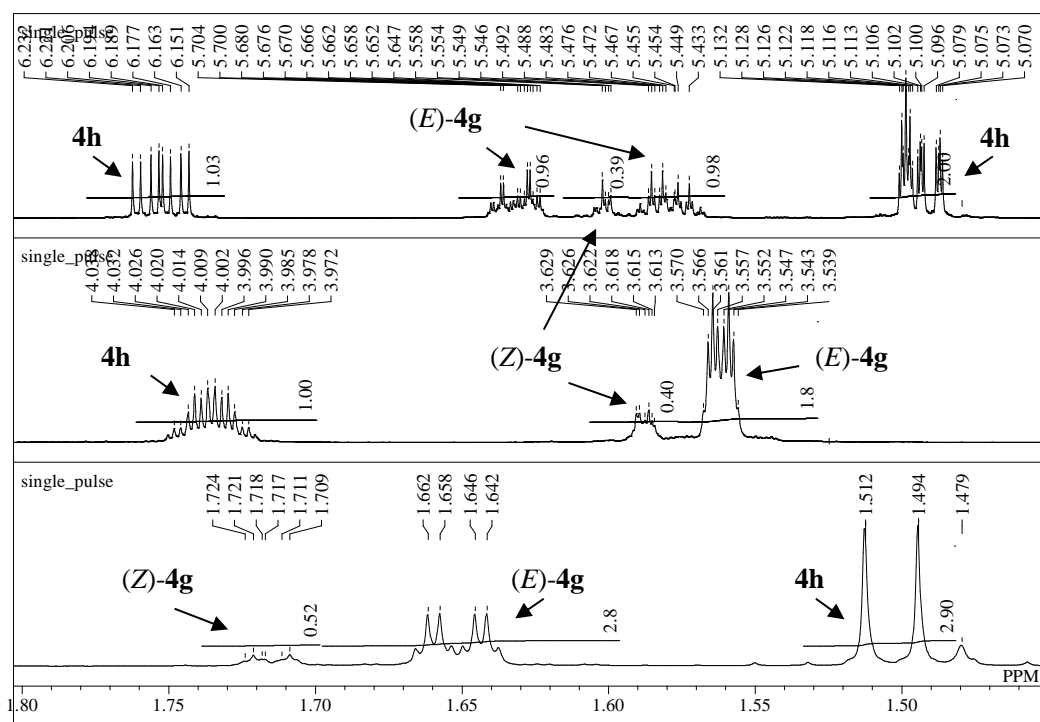 single_pulse
6.232 6.221 6.206 6.194 6.189 6.177 6.163 6.151 5.704 5.700 5.680 5.676 5.670 5.666 5.662 5.658 5.652 5.647 5.558 5.554 5.549 5.546 5.492 5.488 5.483 5.476 5.472 5.467 5.455 5.454 5.449 5.433 5.132 5.128 5.126 5.122 5.118 5.116 5.113 5.106 5.102 5.100 5.096 5.079 5.075 5.073 5.070
4h (E)-4g 4h
1.03 0.96 0.39 0.98 2.00
single_pulse
4.032 4.026 4.020 4.014 4.009 4.002 3.996 3.990 3.985 3.978 3.972 3.629 3.626 3.622 3.618 3.615 3.613 3.570 3.566 3.561 3.557 3.552 3.547 3.543 3.539
4h (Z)-4g (E)-4g
1.00 0.40 1.8
single_pulse
1.724 1.721 1.718 1.717 1.711 1.709 1.662 1.658 1.646 1.642 1.512 1.494 1.479
(Z)-4g (E)-4g 4h
0.52 2.8 2.90
PPM
1.80 1.75 1.70 1.65 1.60 1.55 1.50